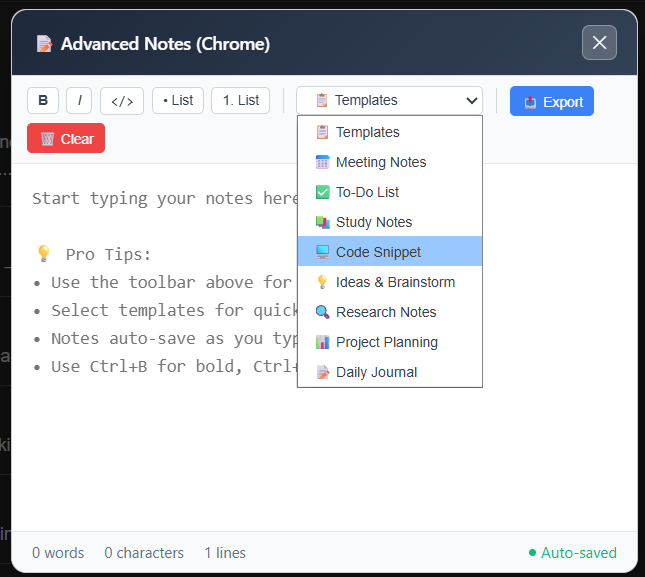 Advanced Notes (Chrome)
B I </> • List 1. List Templates Export
Clear
Templates
Meeting Notes
To-Do List
Study Notes
Code Snippet
Ideas & Brainstorm
Research Notes
Project Planning
Daily Journal
Start typing your notes here
Pro Tips:
• Use the toolbar above for
• Select templates for quick
• Notes auto-save as you typ
• Use Ctrl+B for bold, Ctrl+
0 words 0 characters 1 lines Auto-saved